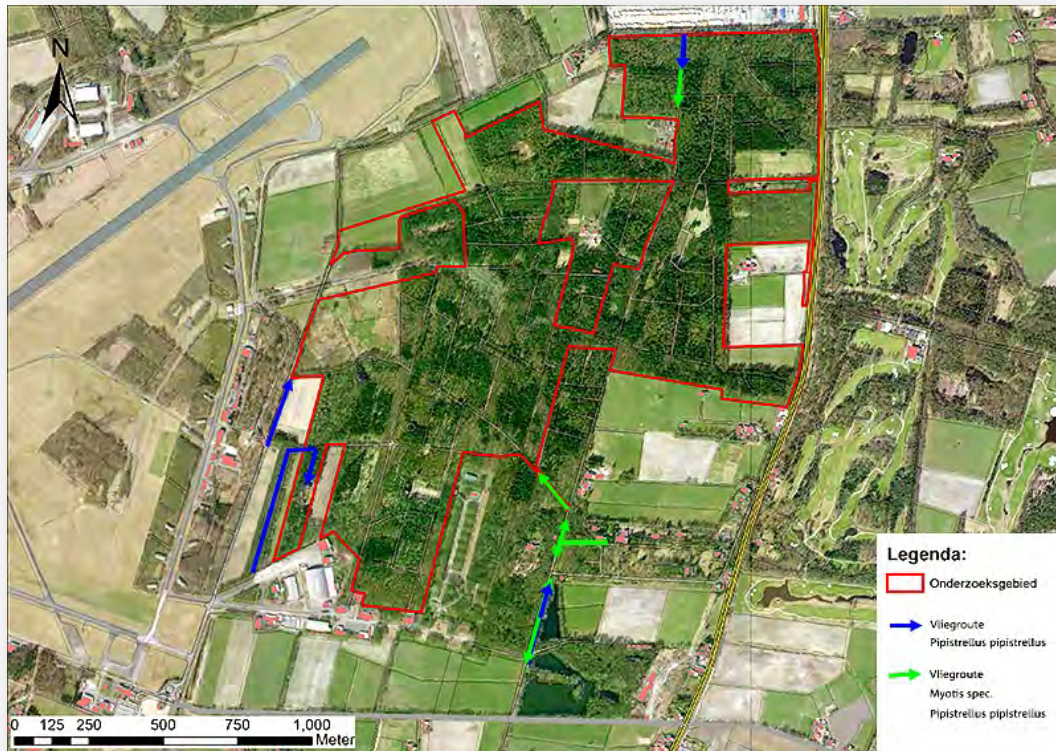 N
Legenda:
Onderzoeksgebied
Vliegroute
Pipistrellus pipistrellus
Vliegroute
Myotis spec.
Pipistrellus pipistrellus
0 125 250 500 750 1,000
Meter